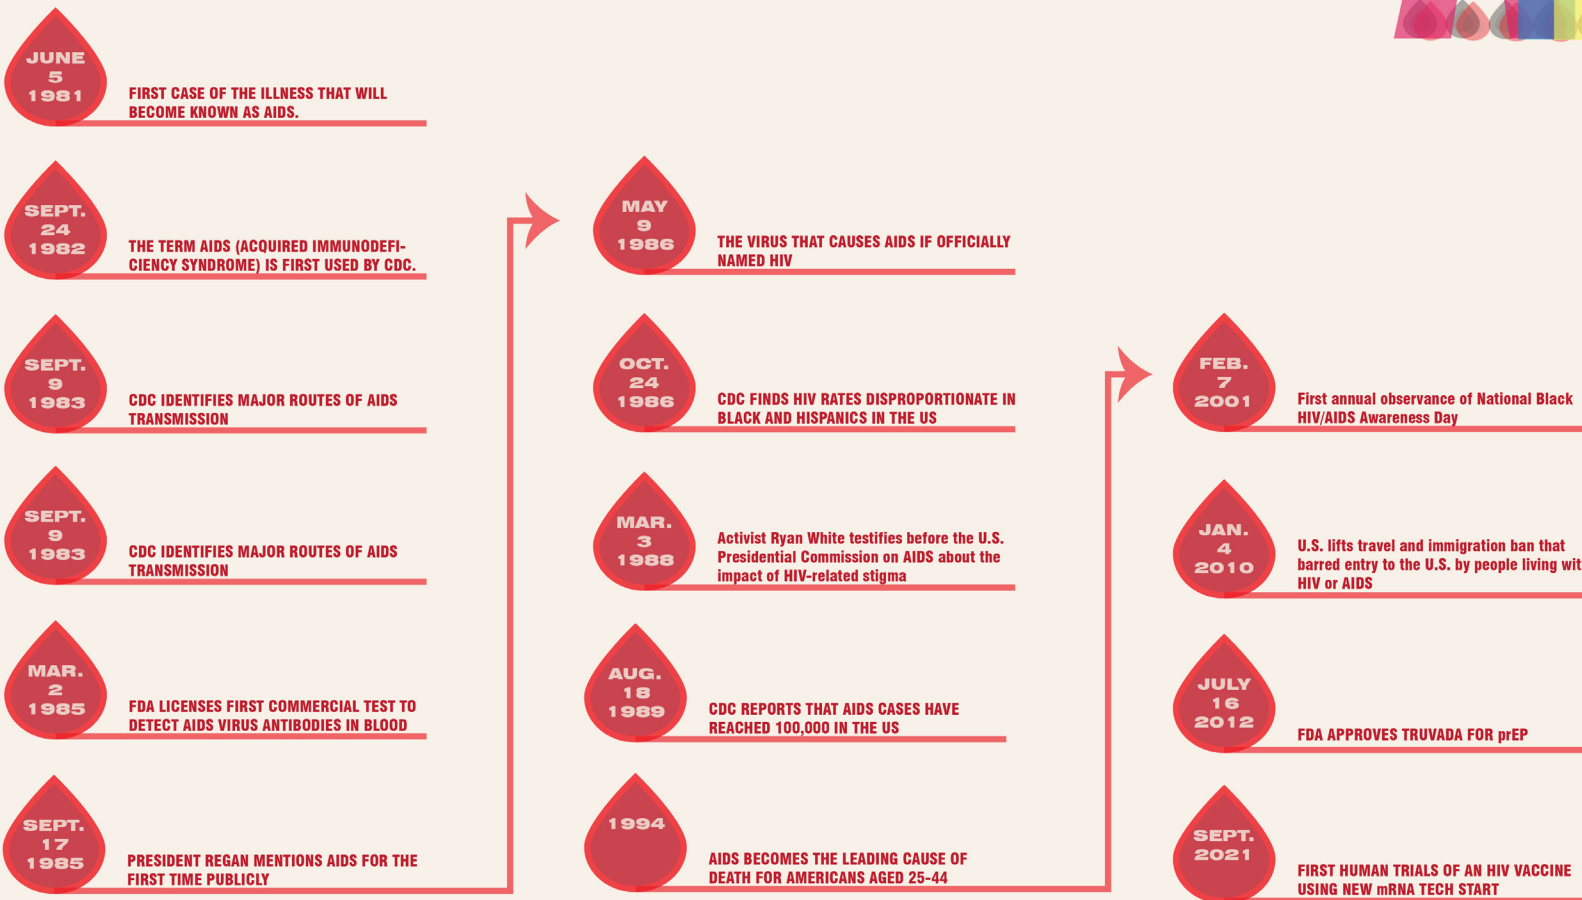 JUNE
5
1981
FIRST CASE OF THE ILLNESS THAT WILL
BECOME KNOWN AS AIDS.
SEPT.
24
1982
THE TERM AIDS (ACQUIRED IMMUNODEFI-
CIENCY SYNDROME) IS FIRST USED BY CDC.
SEPT.
9
1983
CDC IDENTIFIES MAJOR ROUTES OF AIDS
TRANSMISSION
SEPT.
9
1983
CDC IDENTIFIES MAJOR ROUTES OF AIDS
TRANSMISSION
MAR.
2
1985
FDA LICENSES FIRST COMMERCIAL TEST TO
DETECT AIDS VIRUS ANTIBODIES IN BLOOD
SEPT.
17
1985
PRESIDENT REGAN MENTIONS AIDS FOR THE
FIRST TIME PUBLICLY
MAY
9
1986
THE VIRUS THAT CAUSES AIDS IF OFFICIALLY
NAMED HIV
OCT.
24
1986
CDC FINDS HIV RATES DISPROPORTIONATE IN
BLACK AND HISPANICS IN THE US
MAR.
3
1988
Activist Ryan White testifies before the U.S.
Presidential Commission on AIDS about the
impact of HIV-related stigma
AUG.
18
1989
CDC REPORTS THAT AIDS CASES HAVE
REACHED 100,000 IN THE US
1994
AIDS BECOMES THE LEADING CAUSE OF
DEATH FOR AMERICANS AGED 25-44
FEB.
7
2001
First annual observance of National Black
HIV/AIDS Awareness Day
JAN.
4
2010
U.S. lifts travel and immigration ban that
barred entry to the U.S. by people living wit
HIV or AIDS
JULY
16
2012
FDA APPROVES TRUVADA FOR prEP
SEPT.
2021
FIRST HUMAN TRIALS OF AN HIV VACCINE
USING NEW mRNA TECH START